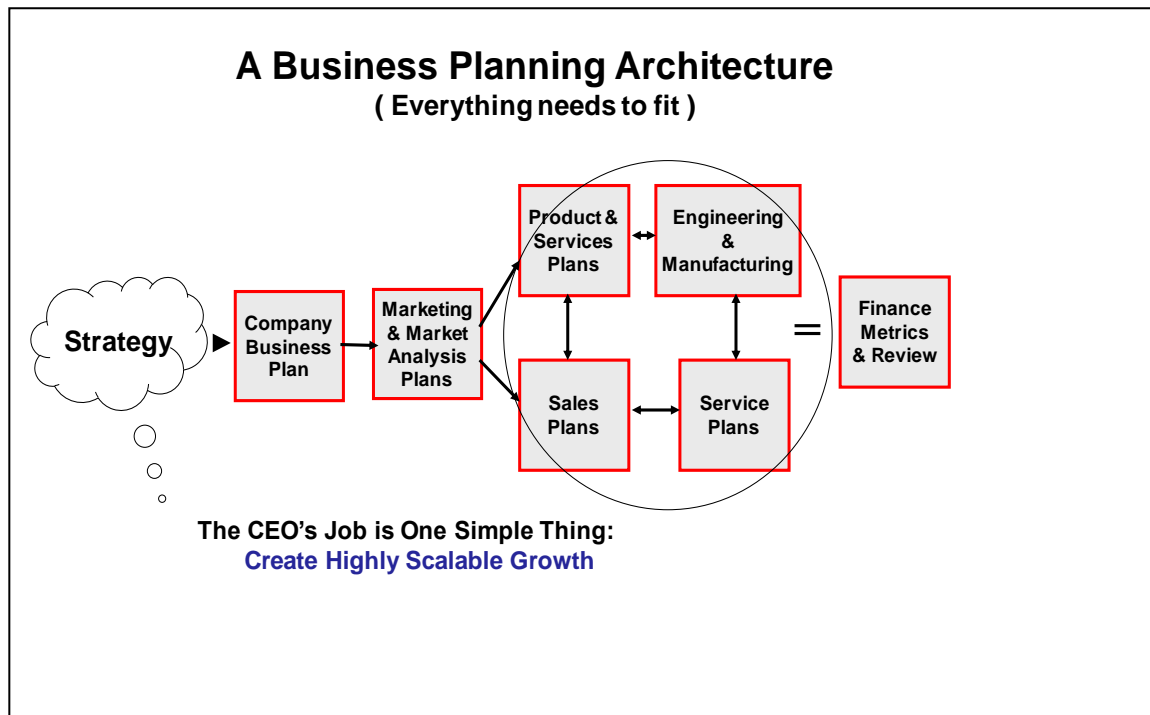 A Business Planning Architecture
( Everything needs to fit )
Strategy
Company
Business
Plan
Marketing
& Market
Analysis
Plans
Product &
Services
Plans
Engineering
&
Manufacturing
Sales
Plans
Service
Plans
=
Finance
Metrics
& Review
The CEO’s Job is One Simple Thing:
Create Highly Scalable Growth